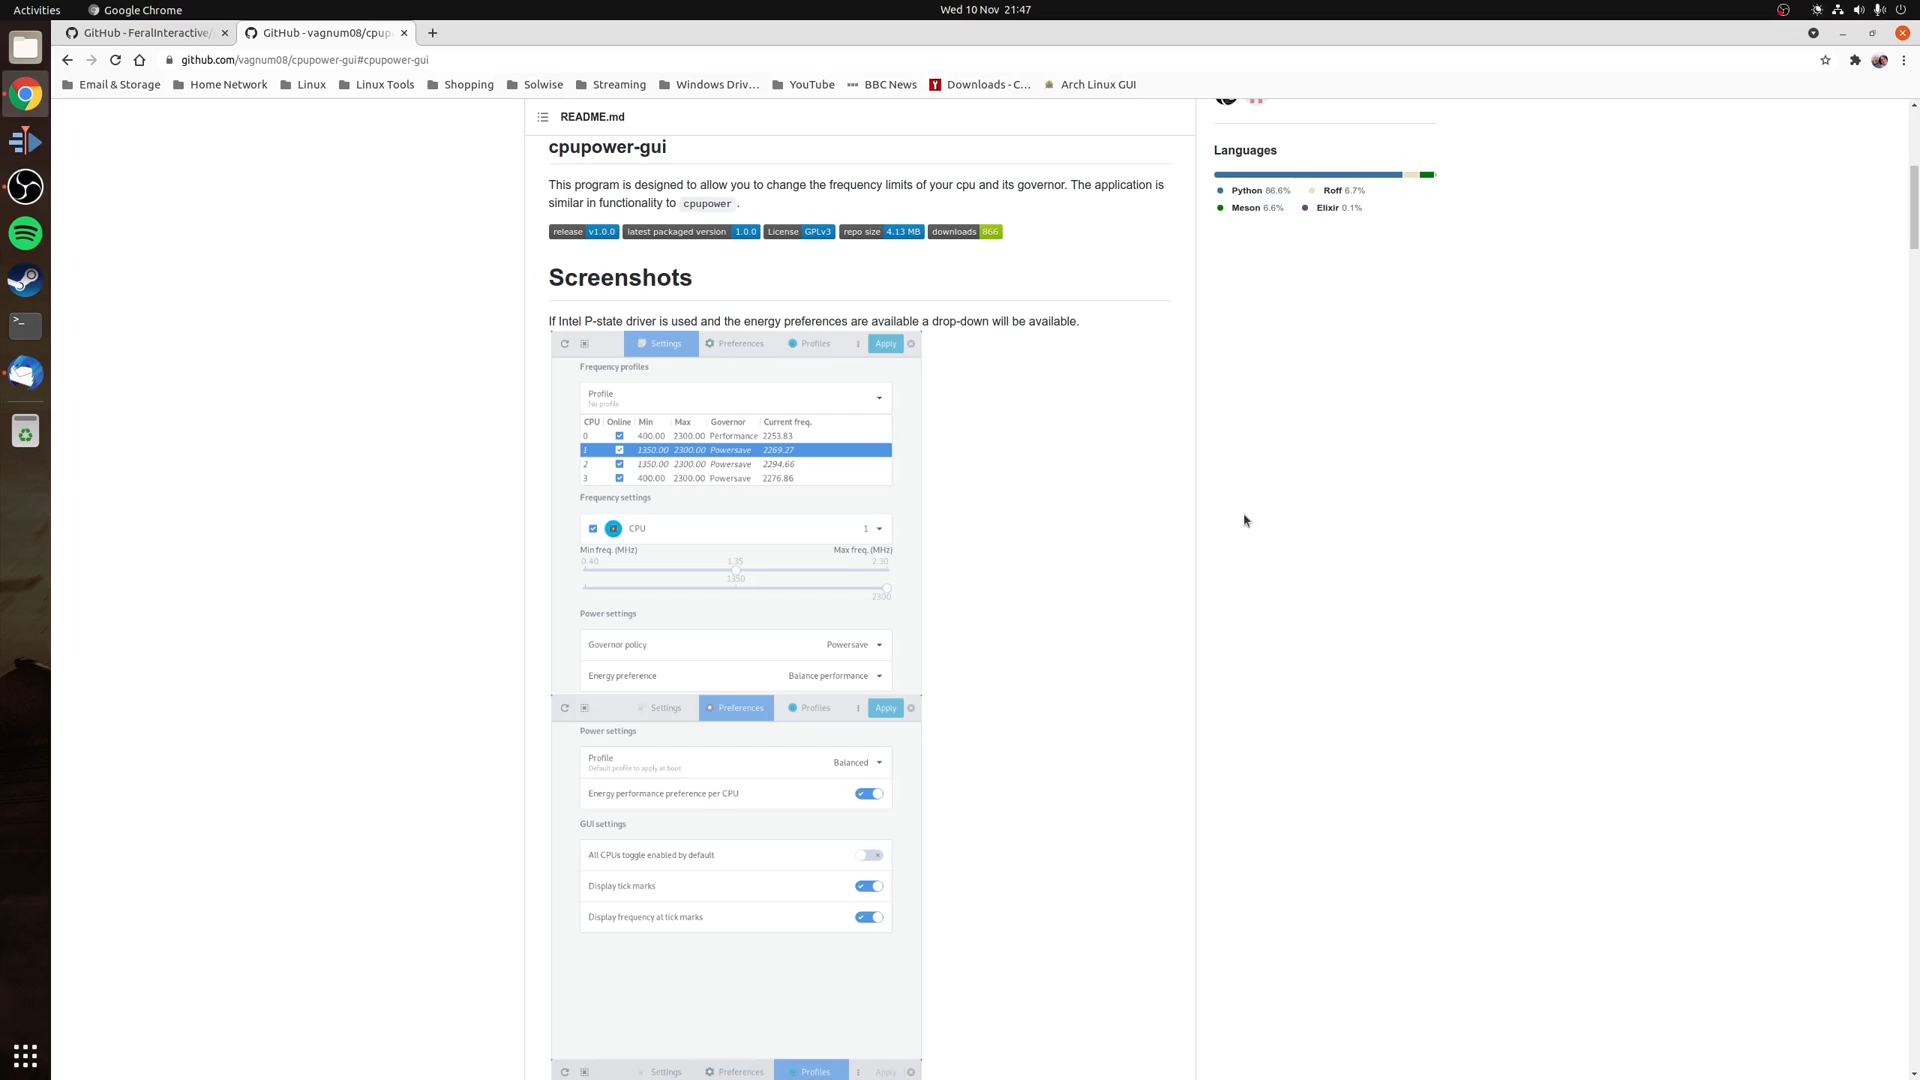 Activities Google Chrome Wed 10 Nov 21:47
GitHub - FeralInteractive/ GitHub - vagnum08/cpup
github.com/vagnum08/cpupower-gui#cpupower-gui
Email & Storage Home Network Linux Linux Tools Shopping Solwise Streaming Windows Driv... YouTube BBC News Downloads - C... Arch Linux GUI
README.md
cpupower-gui
This program is designed to allow you to change the frequency limits of your cpu and its governor. The application is
similar in functionality to cpupower .
release v1.0.0 latest packaged version 1.0.0 License GPLv3 repo size 4.13 MB downloads 866
Screenshots
If Intel P-state driver is used and the energy preferences are available a drop-down will be available.
Settings Preferences Profiles Apply
Frequency profiles
Profile
No profile
CPU Online Min Max Governor Current freq.
0 400.00 2300.00 Performance 2253.83
1 1350.00 2300.00 Powersave 2269.27
2 1350.00 2300.00 Powersave 2294.66
3 400.00 2300.00 Powersave 2276.86
Frequency settings
CPU 1
Min freq. (MHz) Max freq. (MHz)
0.40 1.35 2.30
1350
2300
Power settings
Governor policy Powersave
Energy preference Balance performance
Settings Preferences Profiles Apply
Power settings
Profile Balanced
Default profile to apply at boot
Energy performance preference per CPU
GUI settings
All CPUs toggle enabled by default
Display tick marks
Display frequency at tick marks
Settings Preferences Profiles Apply
Languages
Python 86.6% Roff 6.7%
Meson 6.6% Elixir 0.1%